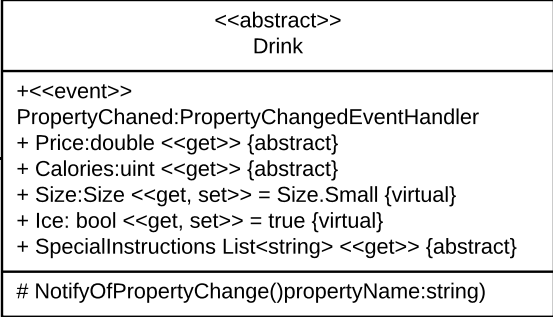 <<abstract>>
Drink
+<<event>>
PropertyChaned:PropertyChangedEventHandler
+ Price:double <<get>> {abstract}
+ Calories:uint <<get>> {abstract}
+ Size:Size <<get, set>> = Size.Small {virtual}
+ Ice: bool <<get, set>> = true {virtual}
+ SpecialInstructions List<string> <<get>> {abstract}
# NotifyOfPropertyChange()propertyName:string)